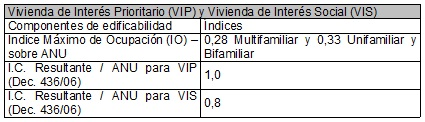 Vivienda de Interés Prioritario (VIP) y Vivienda de Interés Social (VIS)
Componentes de edificabilidad
Indices
Indice Máximo de Ocupación (IO) –
sobre ANU
0,28 Multifamiliar y 0,33 Unifamiliar y
Bifamiliar
I.C. Resultante / ANU para VIP
(Dec. 436/06)
1,0
I.C. Resultante / ANU para VIS
(Dec. 436/06)
0,8